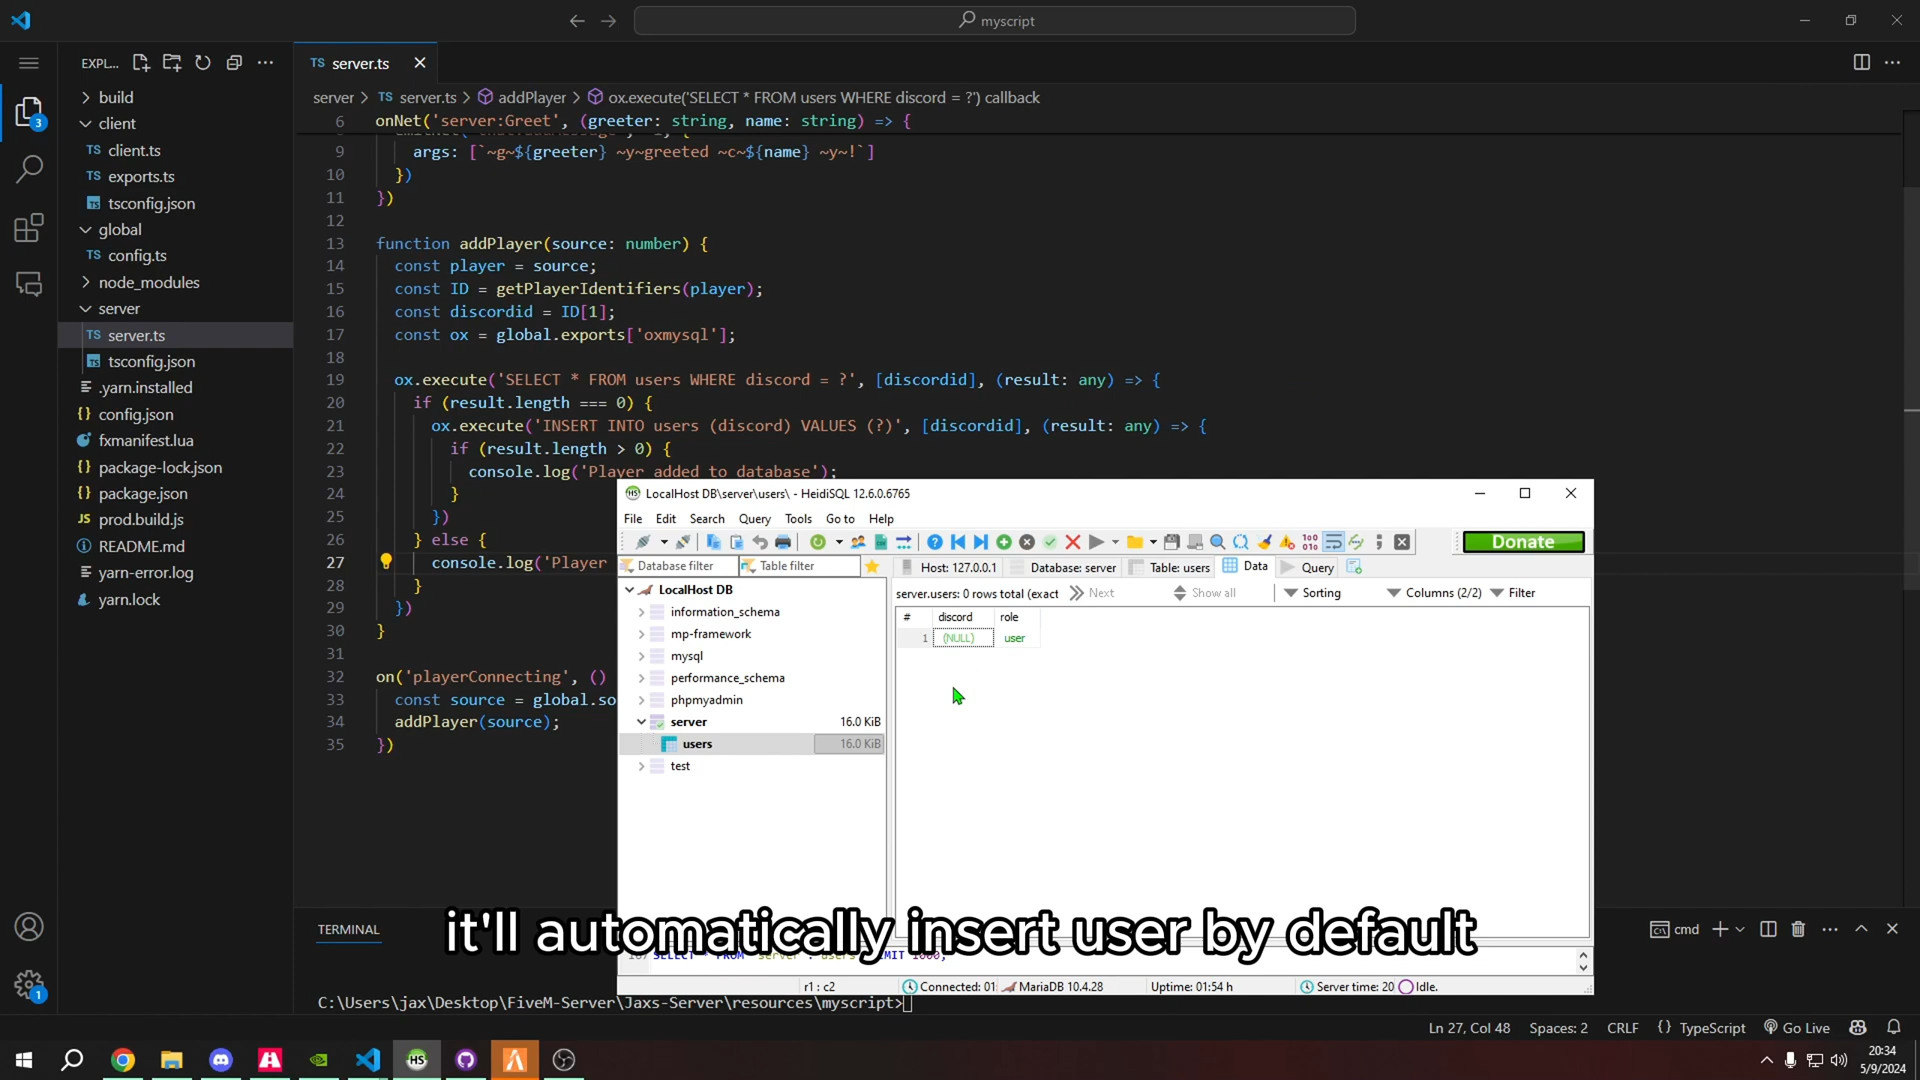 myscript
EXPL...
TS server.ts
build
client
TS client.ts
TS exports.ts
tsconfig.json
global
TS config.ts
node_modules
server
TS server.ts
tsconfig.json
.yarn.installed
{} config.json
fxmanifest.lua
{} package-lock.json
{} package.json
JS prod.build.js
README.md
yarn-error.log
yarn.lock
3
1
server > TS server.ts > addPlayer > ox.execute('SELECT * FROM users WHERE discord = ?') callback
6 onNet('server:Greet', (greeter: string, name: string) => {
9 args: [`~g~${greeter} ~y~greeted ~c~${name} ~y~!`]
10 })
11 })
12
13 function addPlayer(source: number) {
14 const player = source;
15 const ID = getPlayerIdentifiers(player);
16 const discordid = ID[1];
17 const ox = global.exports['oxmysql'];
18
19 ox.execute('SELECT * FROM users WHERE discord = ?', [discordid], (result: any) => {
20 if (result.length === 0) {
21 ox.execute('INSERT INTO users (discord) VALUES (?)', [discordid], (result: any) => {
22 if (result.length > 0) {
23 console.log('Player added to database');
24 }
25 })
26 } else {
27 console.log('Player
28 }
29 })
30 }
31
32 on('playerConnecting', ()
33 const source = global.so
34 addPlayer(source);
35 })
LocalHost DB\server\users\ - HeidiSQL 12.6.0.6765
File Edit Search Query Tools Go to Help
Donate
Database filter Table filter Host: 127.0.0.1 Database: server Table: users Data Query
LocalHost DB
information_schema
mp-framework
mysql
performance_schema
phpmyadmin
server 16.0 KiB
users 16.0 KiB
test
server.users: 0 rows total (exact Next Show all Sorting Columns (2/2) Filter
# discord role
1 (NULL) user
it'll automatically insert user by default
r1 : c2 Connected: 01: MariaDB 10.4.28 Uptime: 01:54 h Server time: 20 Idle.
TERMINAL
cmd
C:\Users\jax\Desktop\FiveM-Server\Jaxs-Server\resources\myscript>
Ln 27, Col 48 Spaces: 2 CRLF {} TypeScript Go Live
HS
20:34
5/9/2024